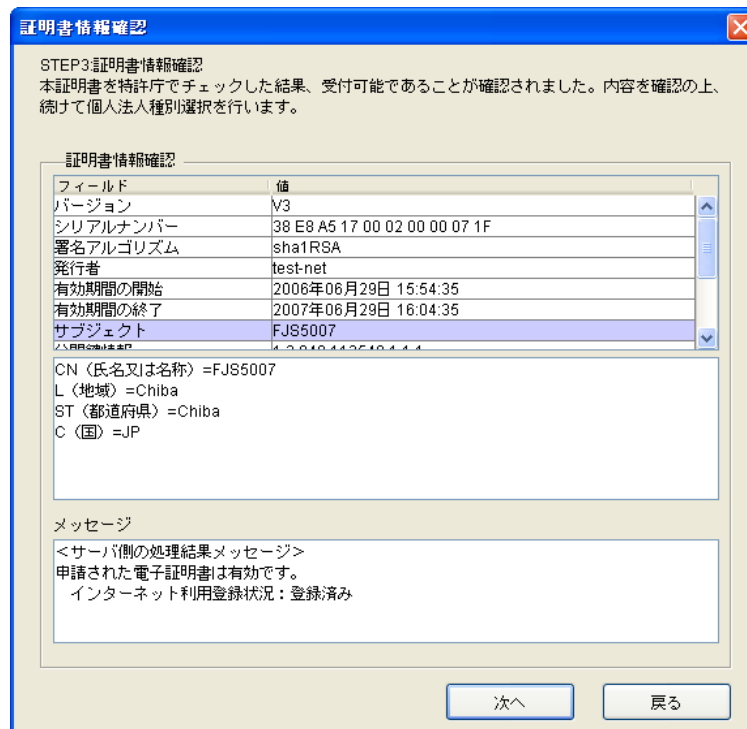 証明書情報確認
STEP3:証明書情報確認
本証明書を特許庁でチェックした結果、受付可能であることが確認されました。内容を確認の上、
続けて個人法人種別選択を行います。
証明書情報確認
フィールド 値
バージョン V3
シリアルナンバー 38 E8 A5 17 00 02 00 00 07 1F
署名アルゴリズム sha1RSA
発行者 test-net
有効期間の開始 2006年06月29日 15:54:35
有効期間の終了 2007年06月29日 16:04:35
サブジェクト FJS5007
CN（氏名又は名称）=FJS5007
L（地域）=Chiba
ST（都道府県）=Chiba
C（国）=JP
メッセージ
＜サーバ側の処理結果メッセージ＞
申請された電子証明書は有効です。
インターネット利用登録状況：登録済み
次へ 戻る